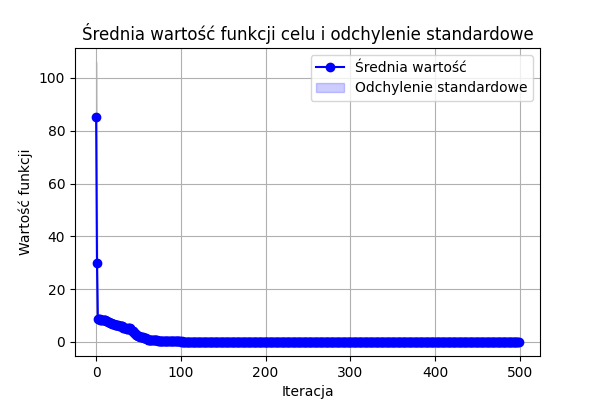 Średnia wartość funkcji celu i odchylenie standardowe
Średnia wartość
Odchylenie standardowe
Wartość funkcji
100
80
60
40
20
0
0 100 200 300 400 500
Iteracja